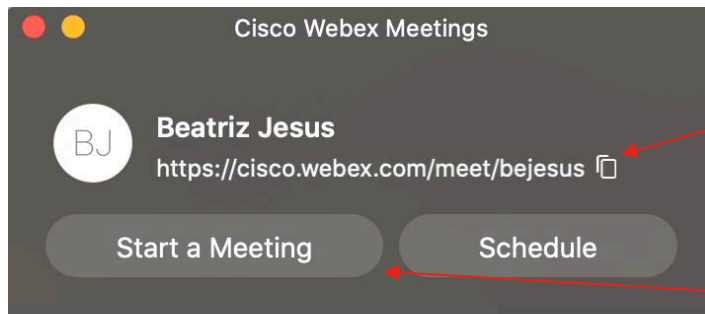 Cisco Webex Meetings
BJ
Beatriz Jesus
https://cisco.webex.com/meet/bejesus
Start a Meeting
Schedule